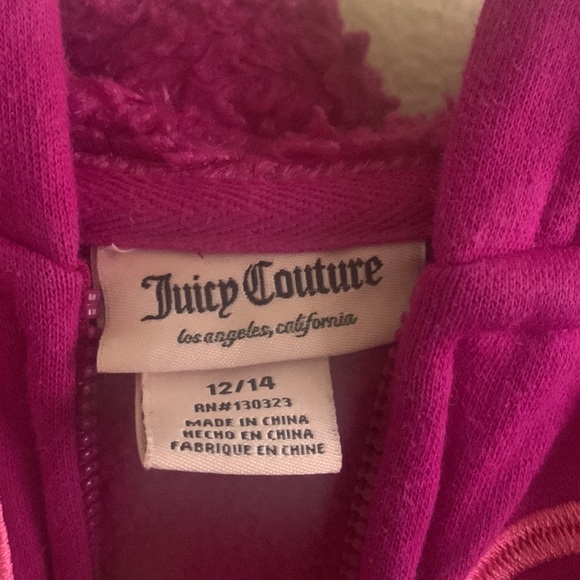 Juicy Couture
los angeles, california
12/14
RN#130323
MADE IN CHINA
HECHO EN CHINA
FABRIQUE EN CHINE